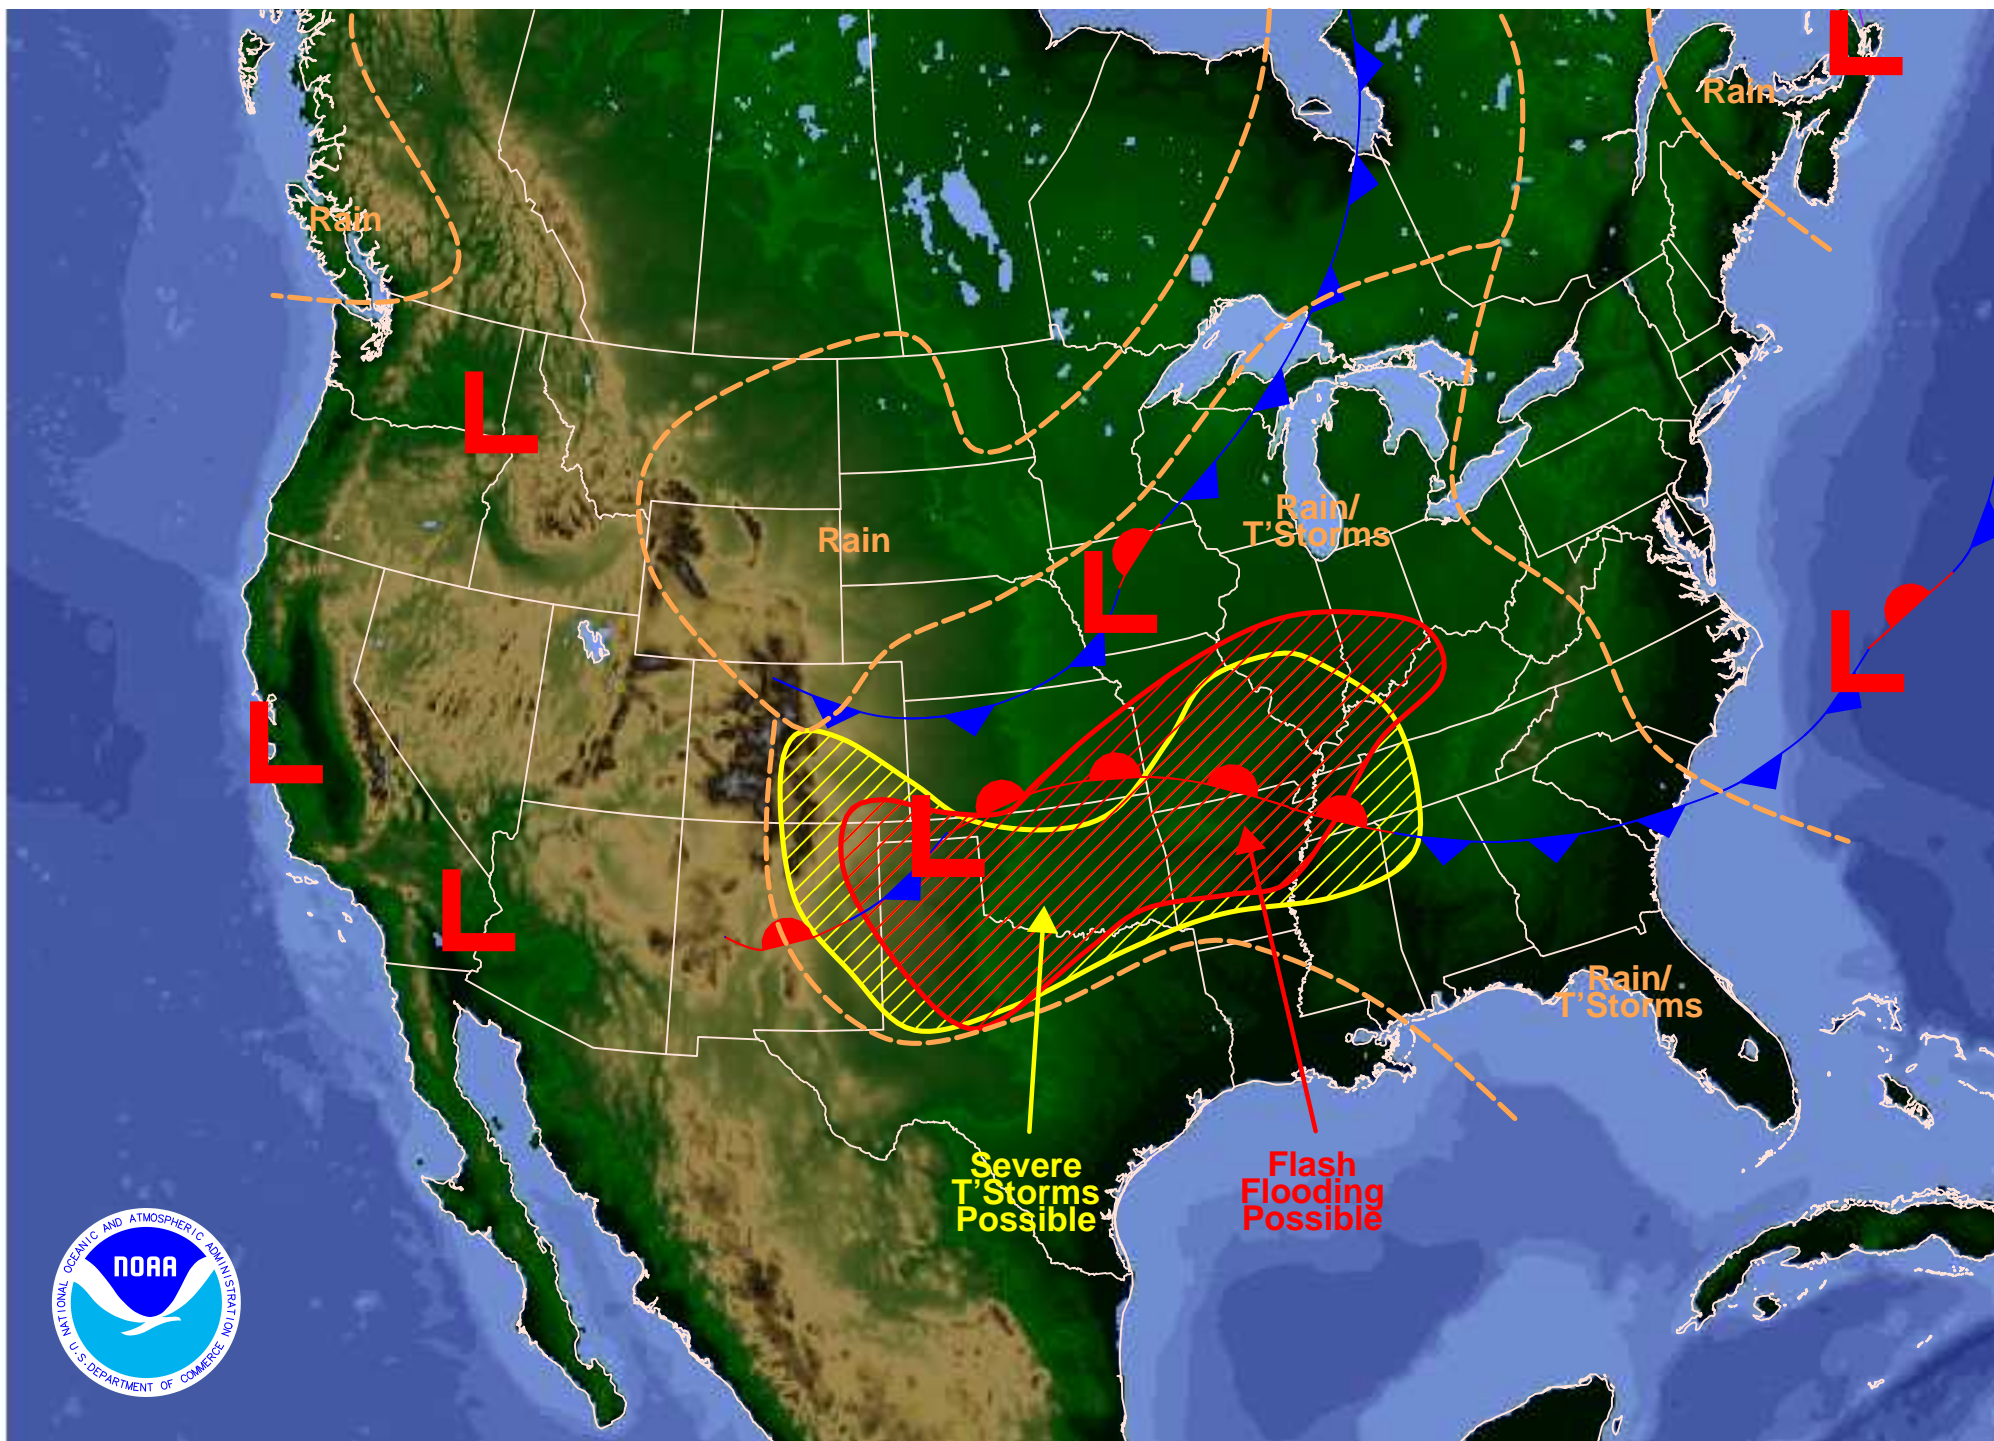 Rain
Rain
Rain
Rain/
T’Storms
Rain/
T’Storms
Severe
T’Storms
Possible
Flash
Flooding
Possible
L
L
L
L
L
L
L
L
NATIONAL OCEANIC AND ATMOSPHERIC ADMINISTRATION
NOAA
U.S. DEPARTMENT OF COMMERCE